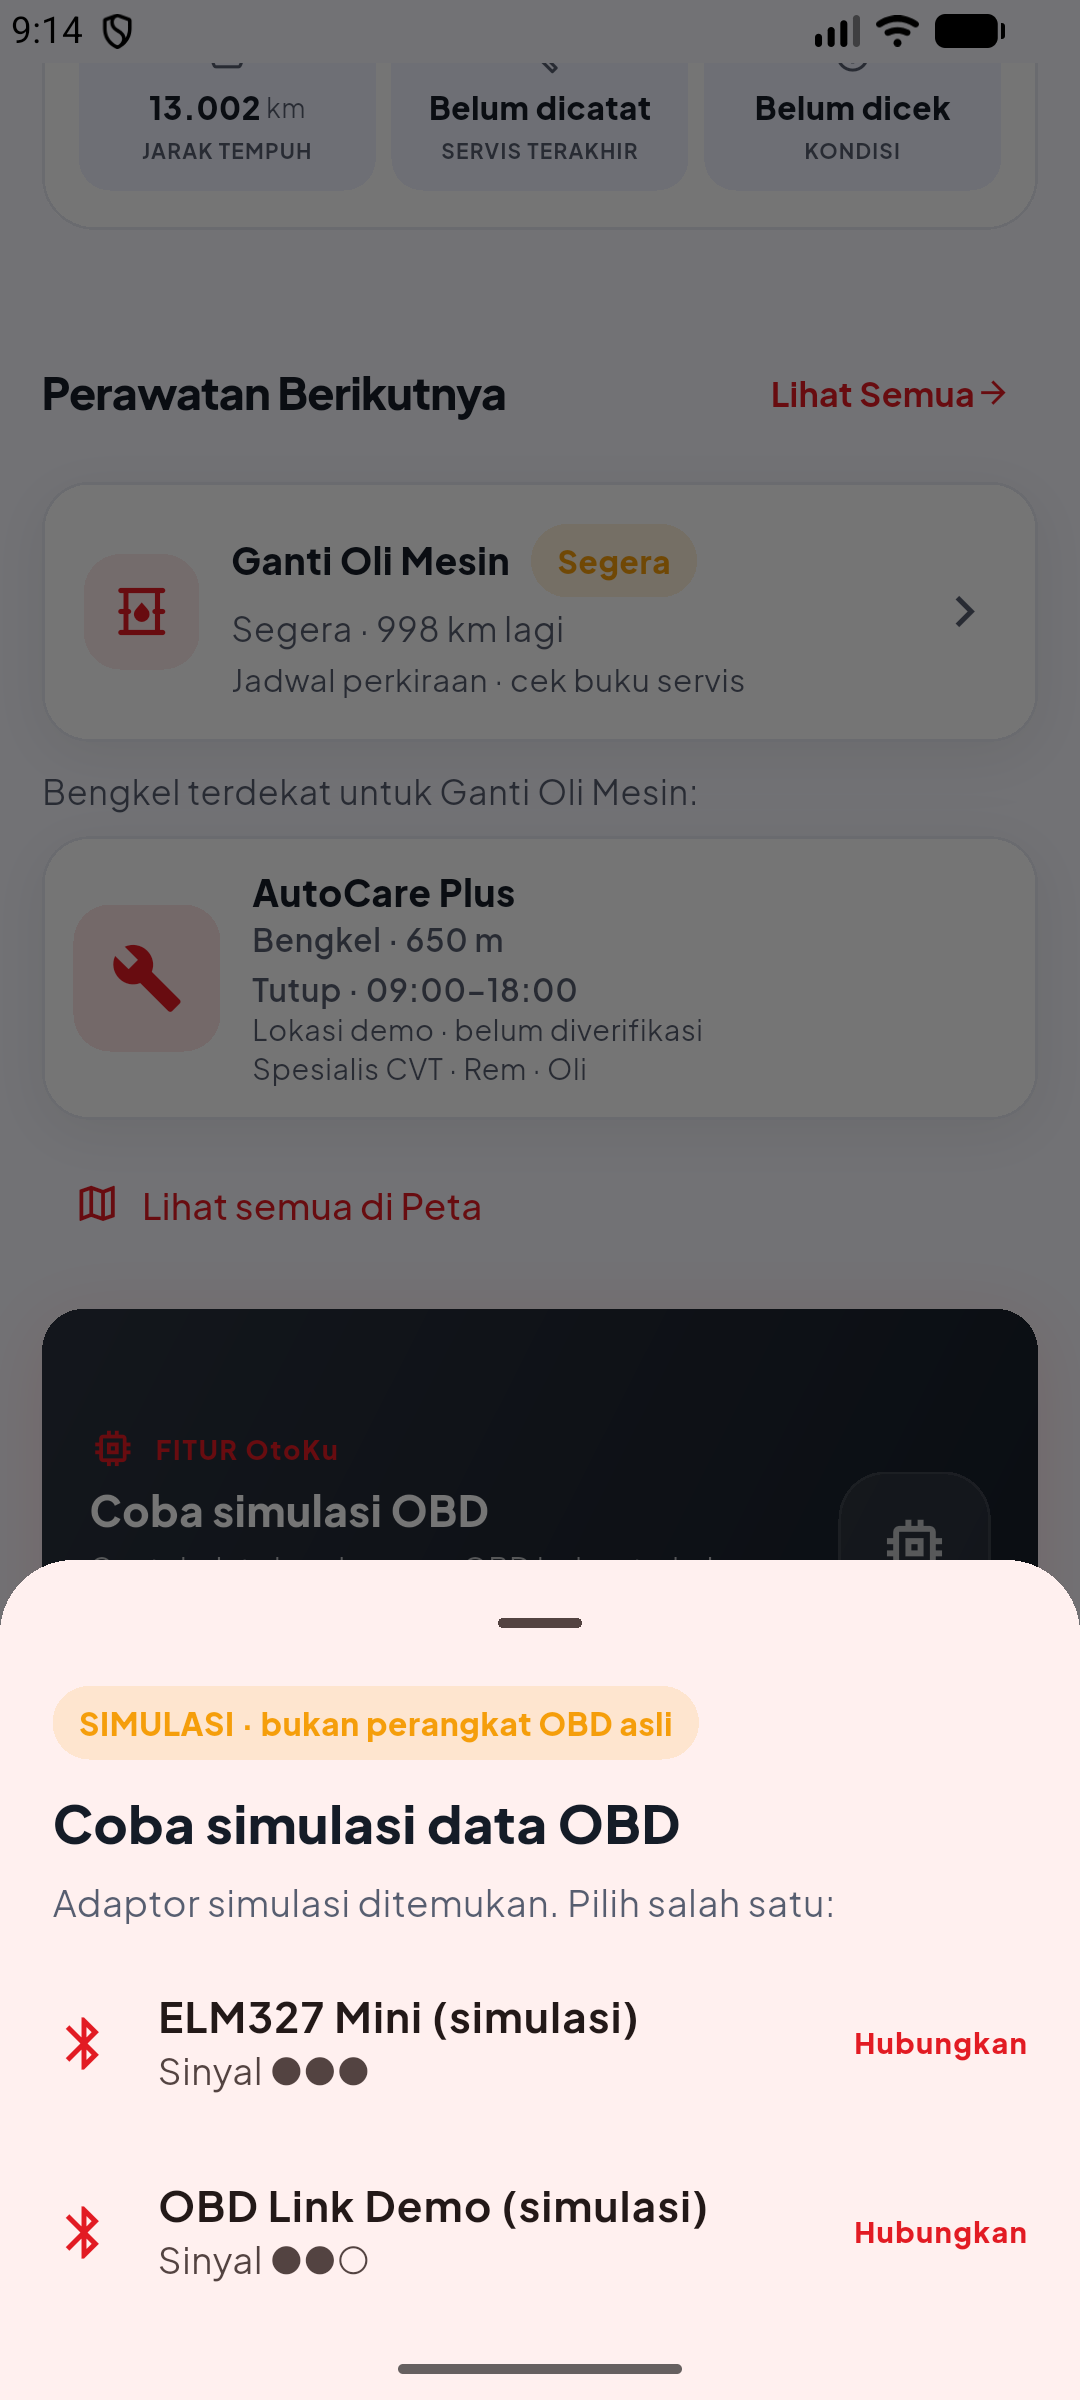 9:14
13.002 km
JARAK TEMPUH
Belum dicatat
SERVIS TERAKHIR
Belum dicek
KONDISI
Perawatan Berikutnya
Lihat Semua →
Ganti Oli Mesin
Segera
Segera · 998 km lagi
Jadwal perkiraan · cek buku servis
Bengkel terdekat untuk Ganti Oli Mesin:
AutoCare Plus
Bengkel · 650 m
Tutup · 09:00–18:00
Lokasi demo · belum diverifikasi
Spesialis CVT · Rem · Oli
Lihat semua di Peta
FITUR OtoKu
Coba simulasi OBD
SIMULASI · bukan perangkat OBD asli
Coba simulasi data OBD
Adaptor simulasi ditemukan. Pilih salah satu:
ELM327 Mini (simulasi)
Sinyal ●●●
Hubungkan
OBD Link Demo (simulasi)
Sinyal ●●○
Hubungkan